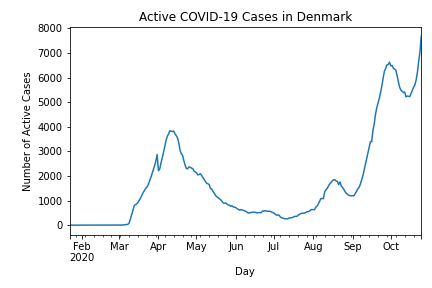 Active COVID-19 Cases in Denmark
Number of Active Cases
8000
7000
6000
5000
4000
3000
2000
1000
0
Feb Mar Apr May Jun Jul Aug Sep Oct
2020
Day